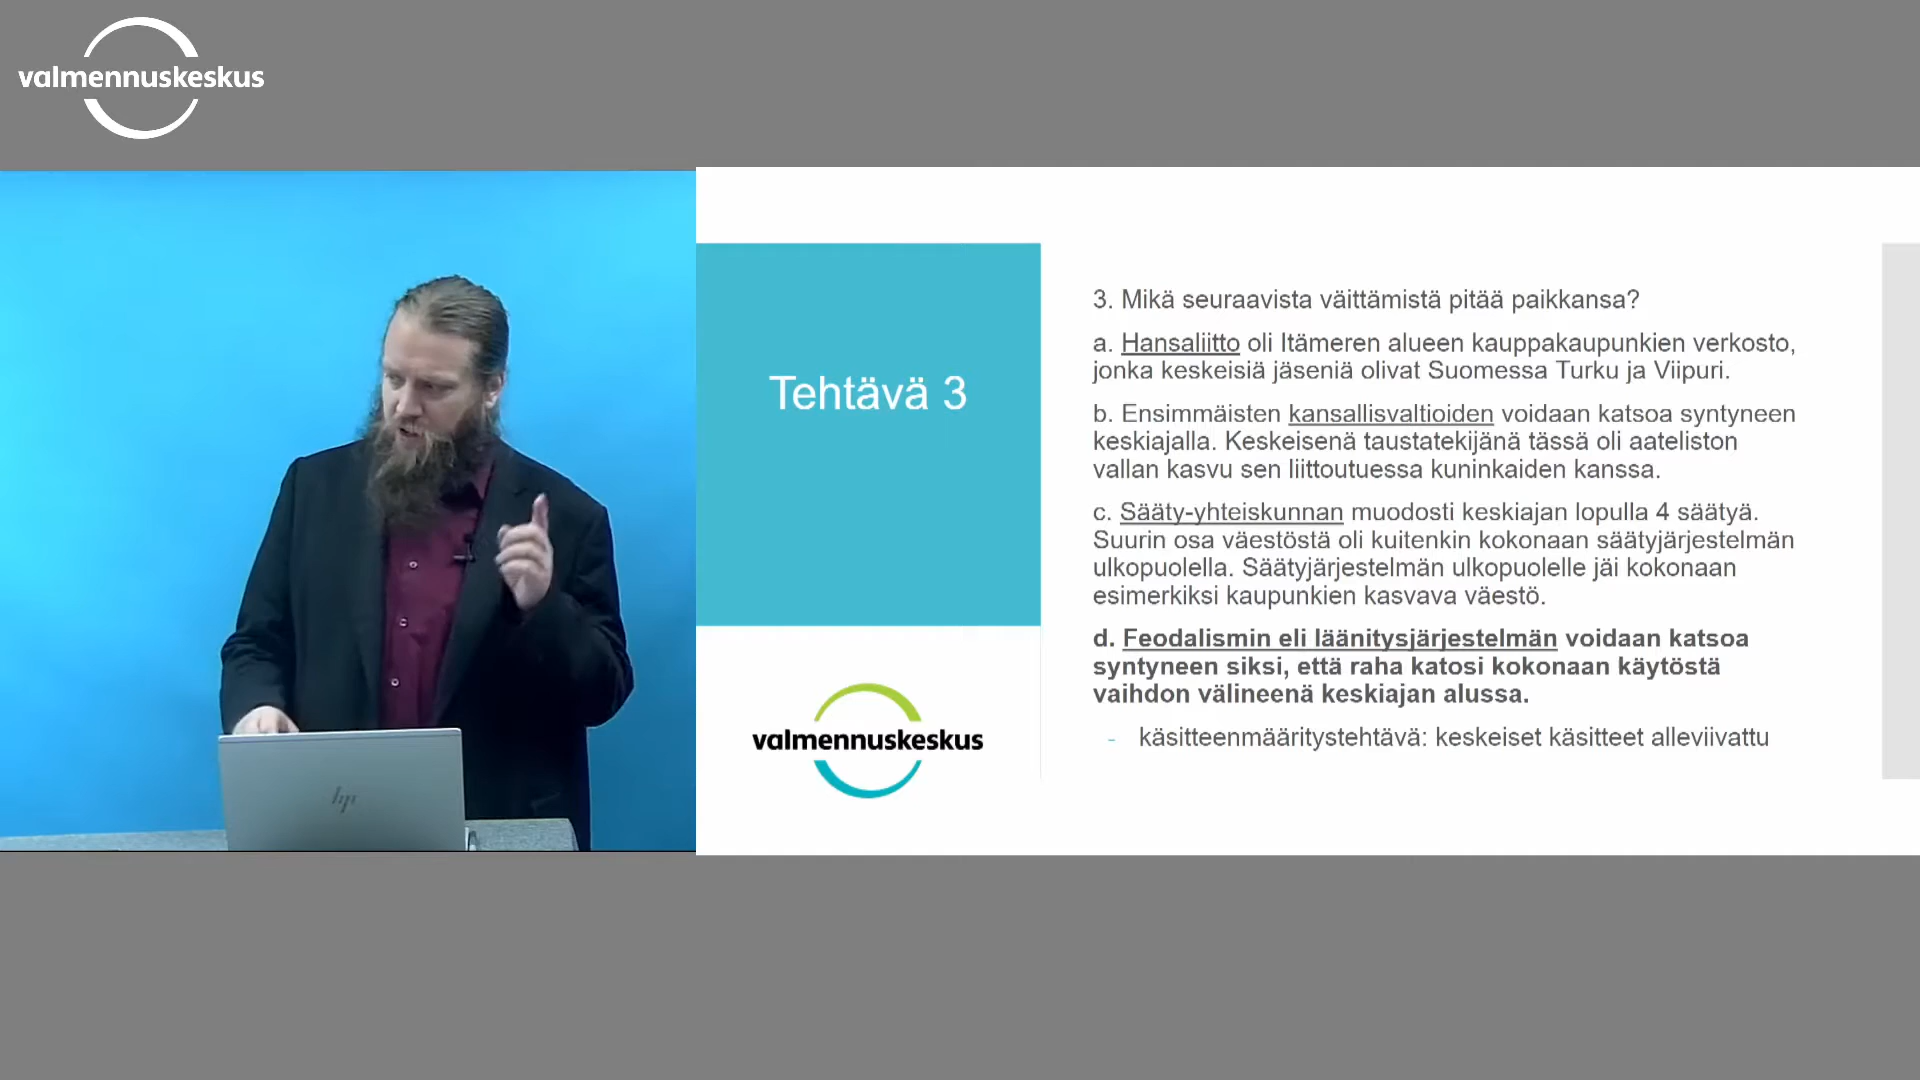 valmennuskeskus
Tehtävä 3
valmennuskeskus
3. Mikä seuraavista väittämistä pitää paikkansa?
a. Hansaliitto oli Itämeren alueen kauppakaupunkien verkosto,
jonka keskeisiä jäseniä olivat Suomessa Turku ja Viipuri.
b. Ensimmäisten kansallisvaltioiden voidaan katsoa syntyneen
keskiajalla. Keskeisenä taustatekijänä tässä oli aateliston
vallan kasvu sen liittoutuessa kuninkaiden kanssa.
c. Sääty-yhteiskunnan muodosti keskiajan lopulla 4 säätyä.
Suurin osa väestöstä oli kuitenkin kokonaan säätyjärjestelmän
ulkopuolella. Säätyjärjestelmän ulkopuolelle jäi kokonaan
esimerkiksi kaupunkien kasvava väestö.
d. Feodalismin eli läänitysjärjestelmän voidaan katsoa
syntyneen siksi, että raha katosi kokonaan käytöstä
vaihdon välineenä keskiajan alussa.
- käsitteenmääritystehtävä: keskeiset käsitteet alleviivattu
hp